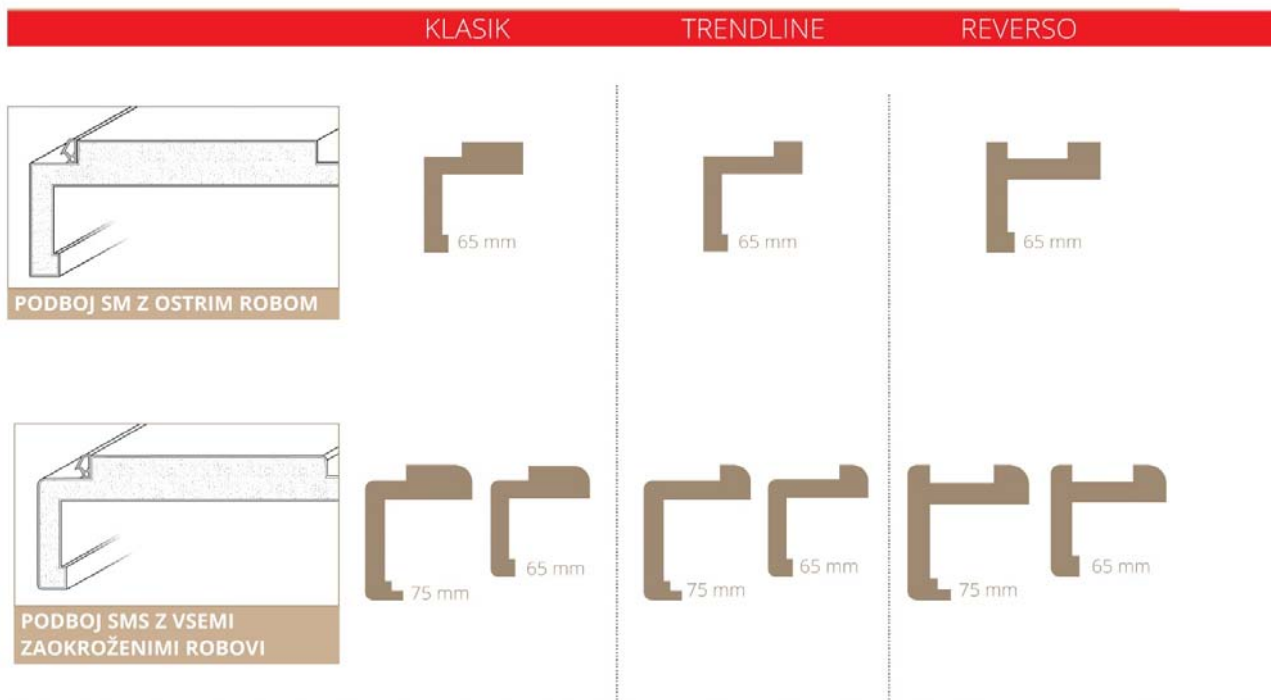 KLASIK TRENDLINE REVERSO
65 mm 65 mm 65 mm
PODBOJ SM Z OSTRIM ROBOM
75 mm 65 mm 75 mm 65 mm 75 mm 65 mm
PODBOJ SMS Z VSEMI
ZAOKROŽENIMI ROBOVI